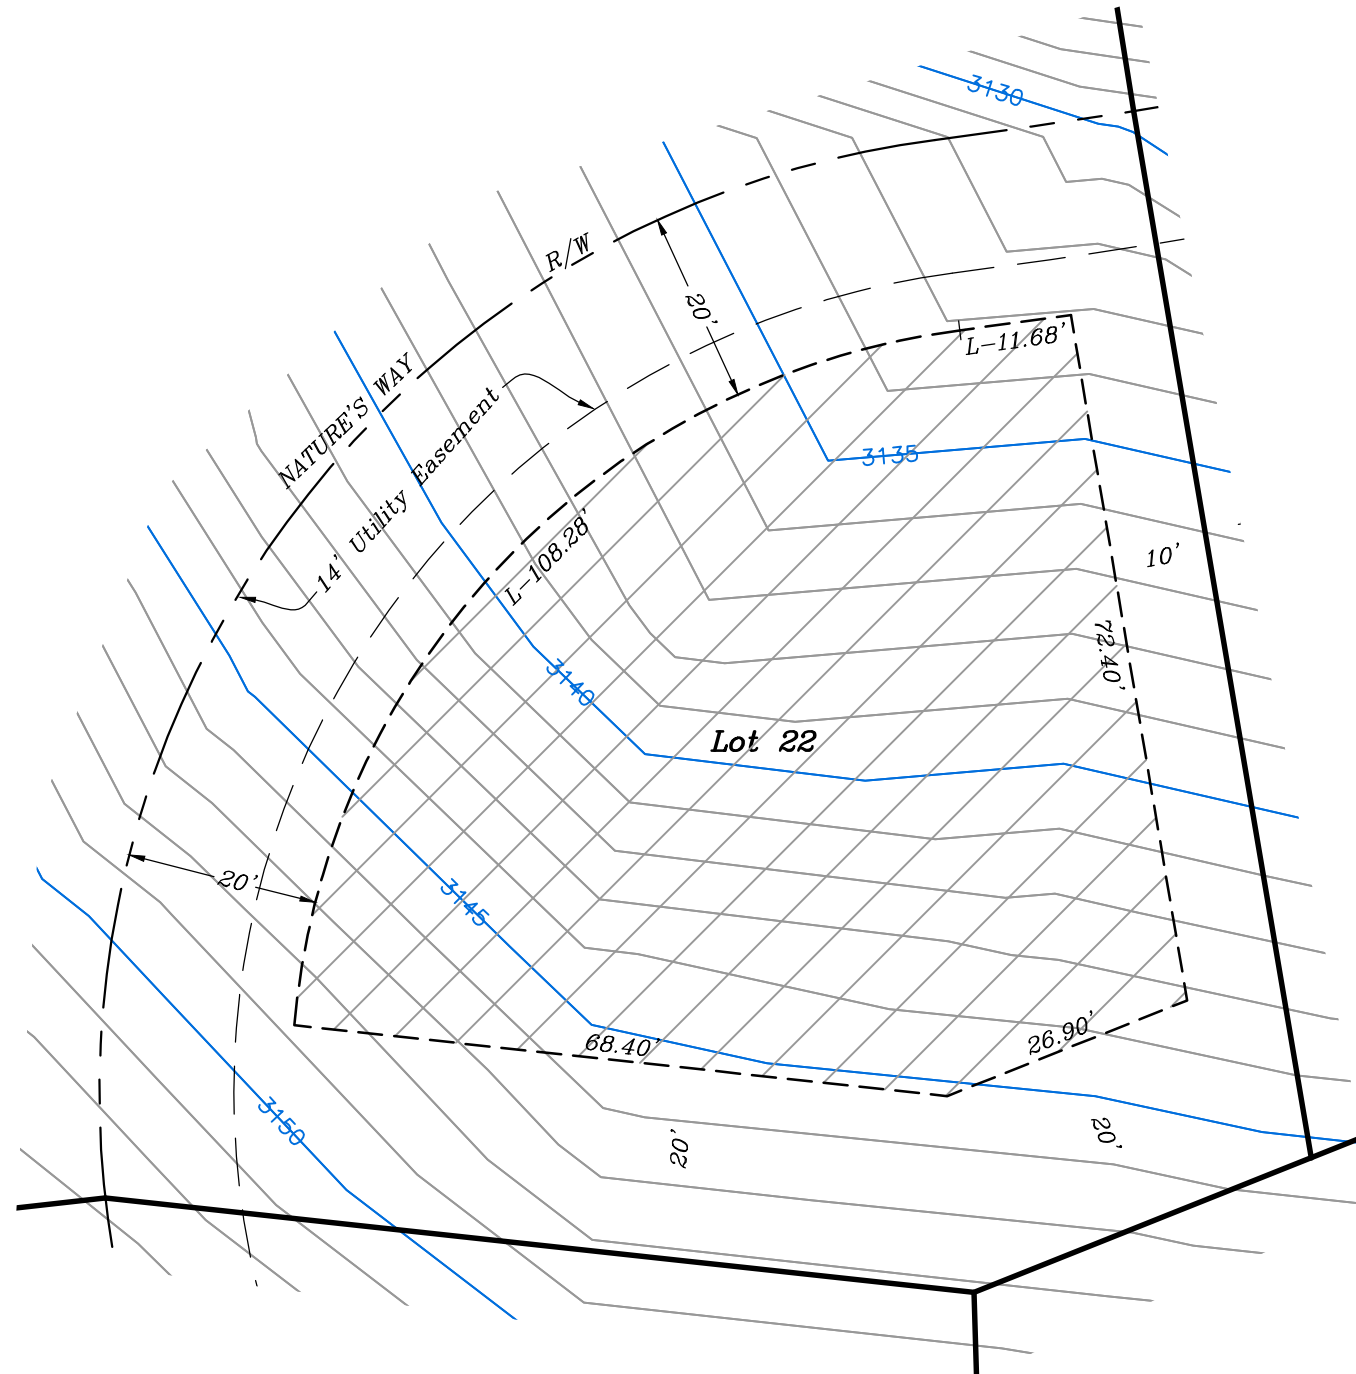 3130
R/W
20'
L-11.68'
NATURE'S WAY
14' Utility Easement
3135
L-108.28'
10'
72.40'
3140
Lot 22
20'
3145
68.40'
26.90'
3150
20'
20'